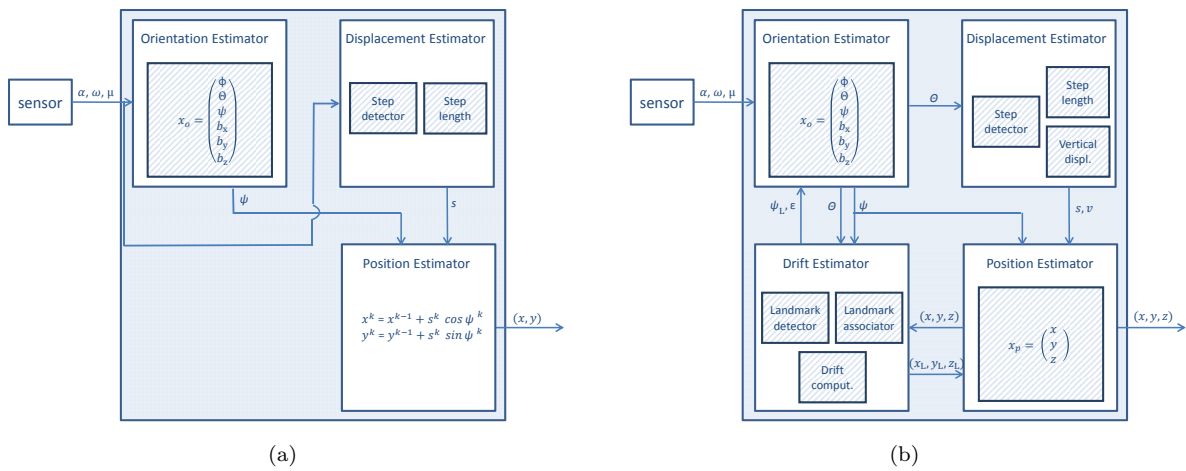 Orientation Estimator
Displacement Estimator
sensor
α, ω, μ
x_o =
ϕ
Θ
ψ
b_x
b_y
b_z
Step
detector
Step
length
ψ
s
Position Estimator
x^k = x^{k−1} + s^k cos ψ^k
y^k = y^{k−1} + s^k sin ψ^k
(x, y)
(a)
Orientation Estimator
Displacement Estimator
sensor
α, ω, μ
x_o =
ϕ
Θ
ψ
b_x
b_y
b_z
Θ
Step
detector
Step
length
Vertical
displ.
ψ_L, ε
Θ
ψ
s, v
Drift Estimator
Position Estimator
Landmark
detector
Landmark
associator
Drift
comput.
(x, y, z)
(x_L, y_L, z_L)
x_p =
x
y
z
(x, y, z)
(b)